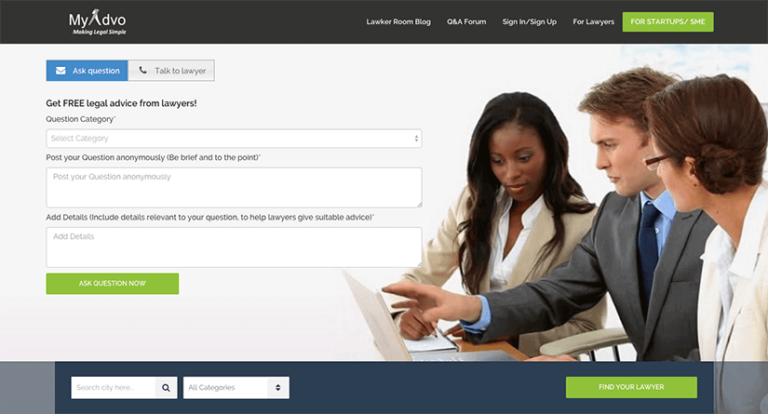 MyAdvo
Making Legal Simple
Lawker Room Blog
Q&A Forum
Sign In/Sign Up
For Lawyers
FOR STARTUPS/ SME
Ask question
Talk to lawyer
Get FREE legal advice from lawyers!
Question Category*
Select Category
Post your Question anonymously (Be brief and to the point)*
Post your Question anonymously
Add Details (Include details relevant to your question, to help lawyers give suitable advice)*
Add Details
ASK QUESTION NOW
Search city here...
All Categories
FIND YOUR LAWYER